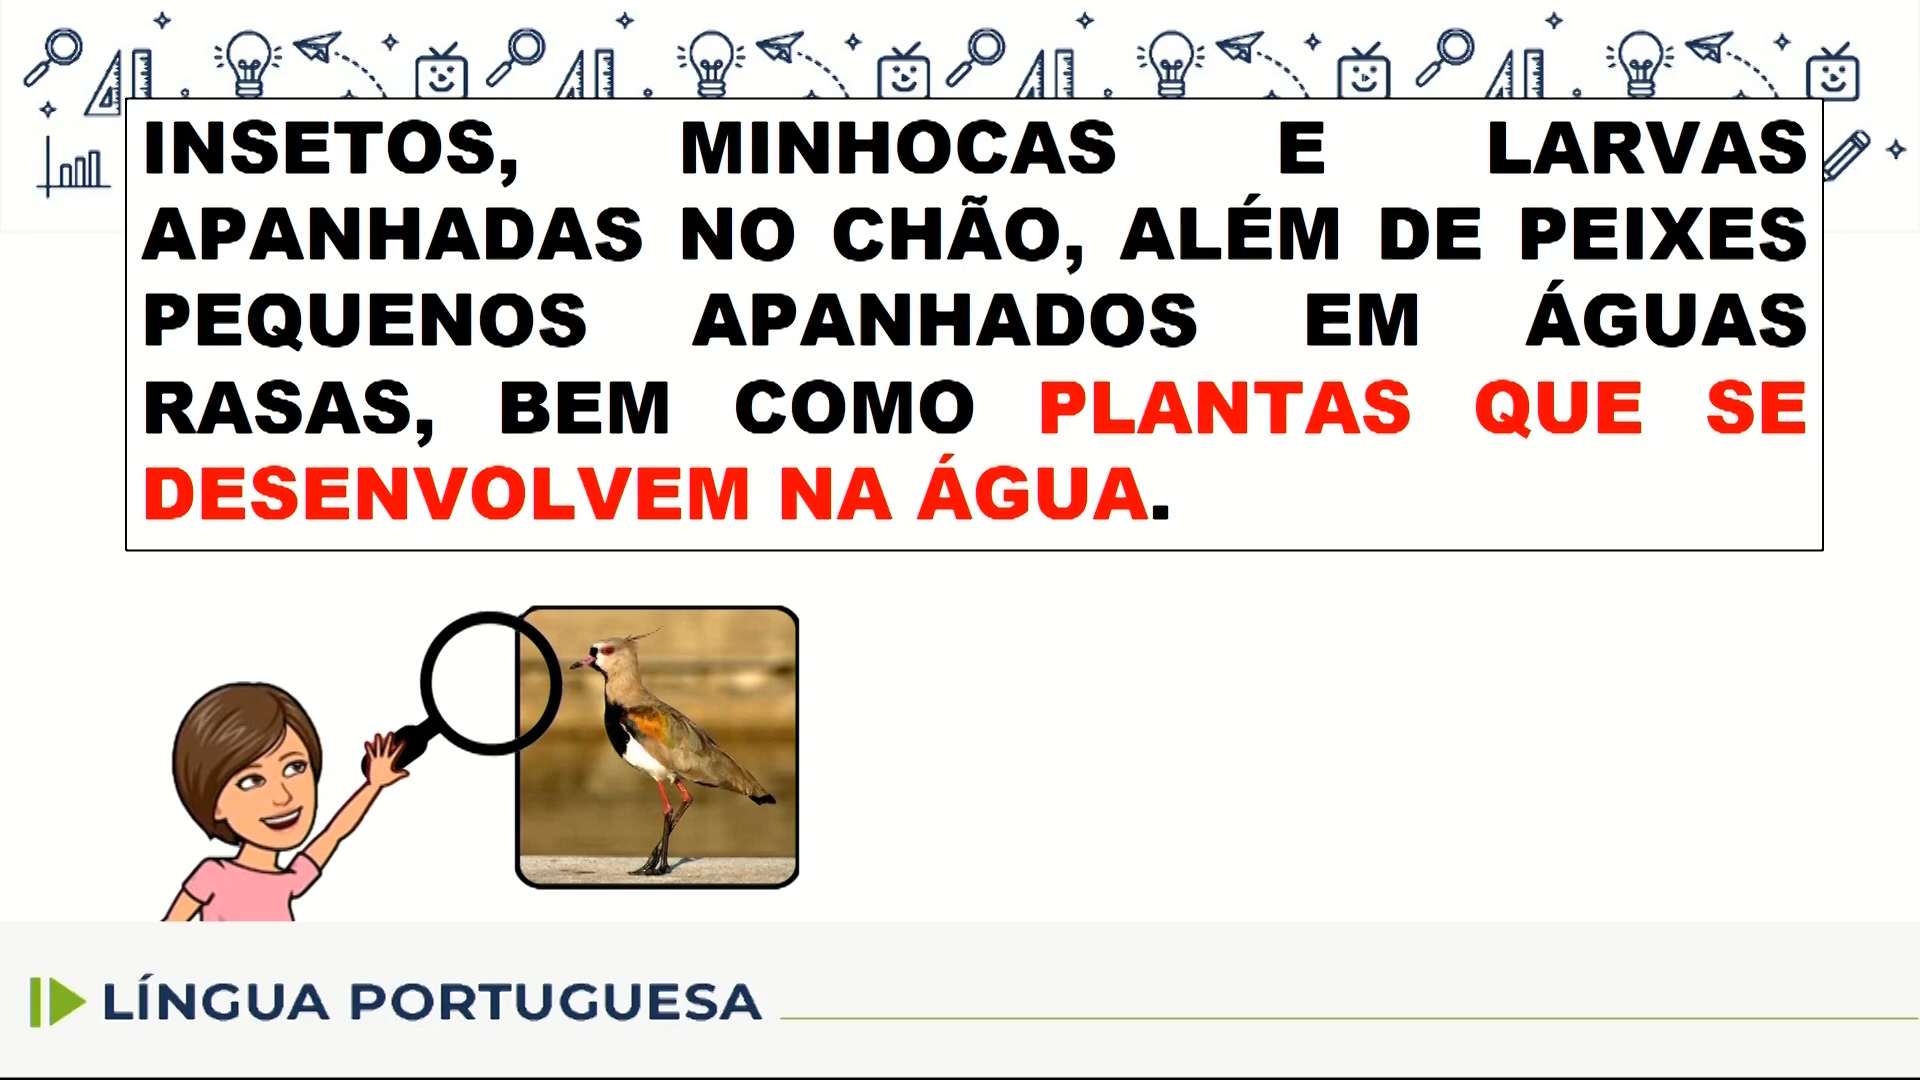 INSETOS, MINHOCAS E LARVAS
APANHADAS NO CHÃO, ALÉM DE PEIXES
PEQUENOS APANHADOS EM ÁGUAS
RASAS, BEM COMO PLANTAS QUE SE
DESENVOLVEM NA ÁGUA.
LÍNGUA PORTUGUESA